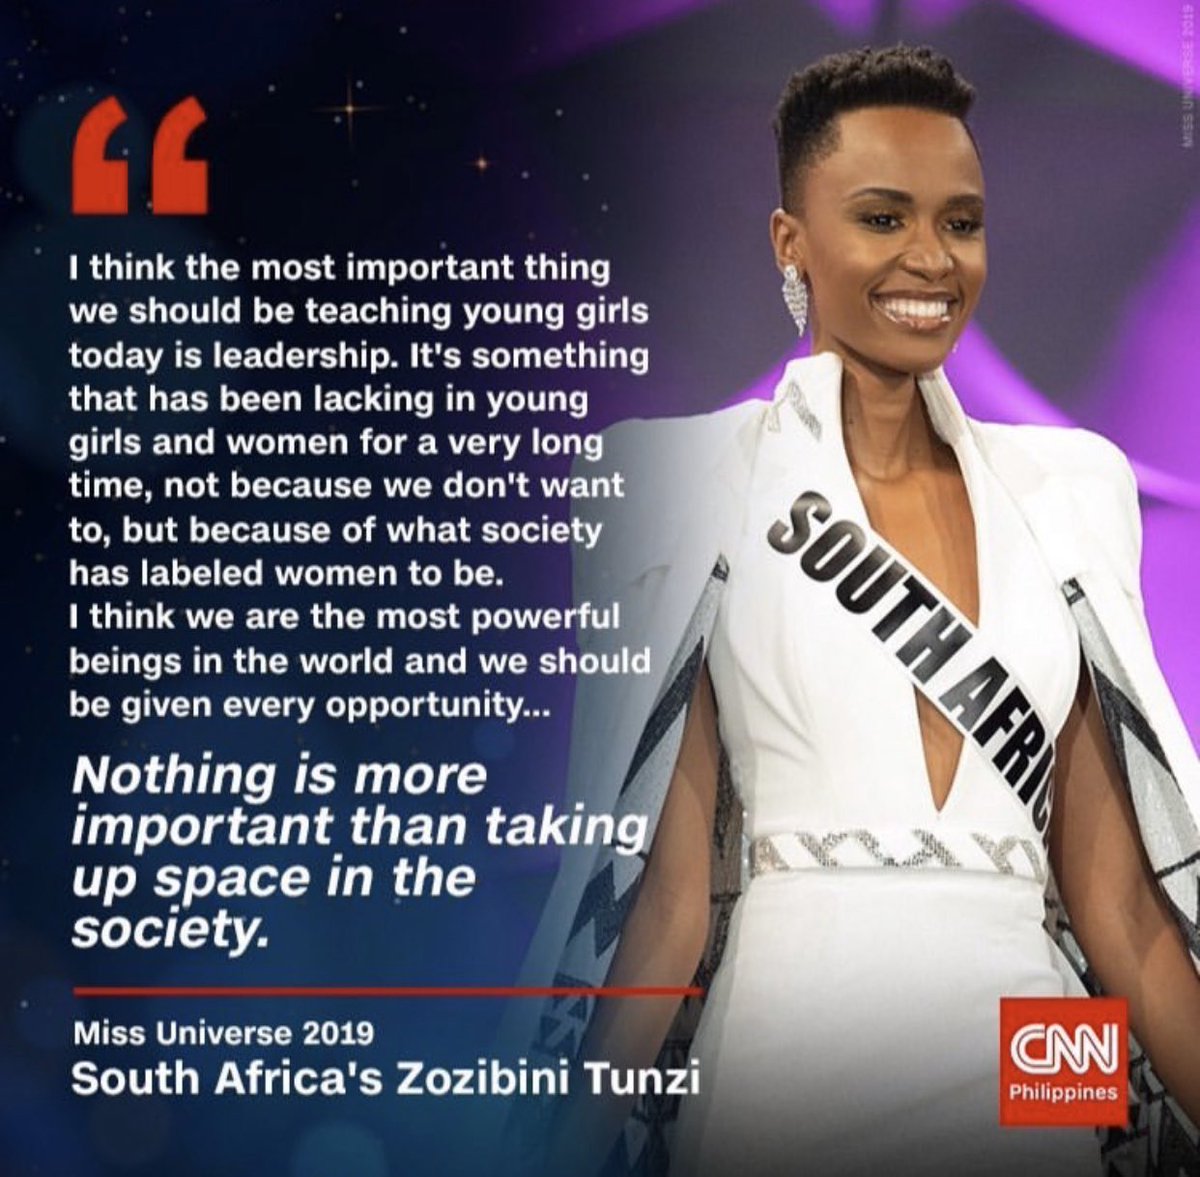 MISS UNIVERSE 2019
I think the most important thing
we should be teaching young girls
today is leadership. It's something
that has been lacking in young
girls and women for a very long
time, not because we don't want
to, but because of what society
has labeled women to be.
I think we are the most powerful
beings in the world and we should
be given every opportunity...
Nothing is more
important than taking
up space in the
society.
Miss Universe 2019
South Africa's Zozibini Tunzi
SOUTH AFRIC
CNN
Philippines